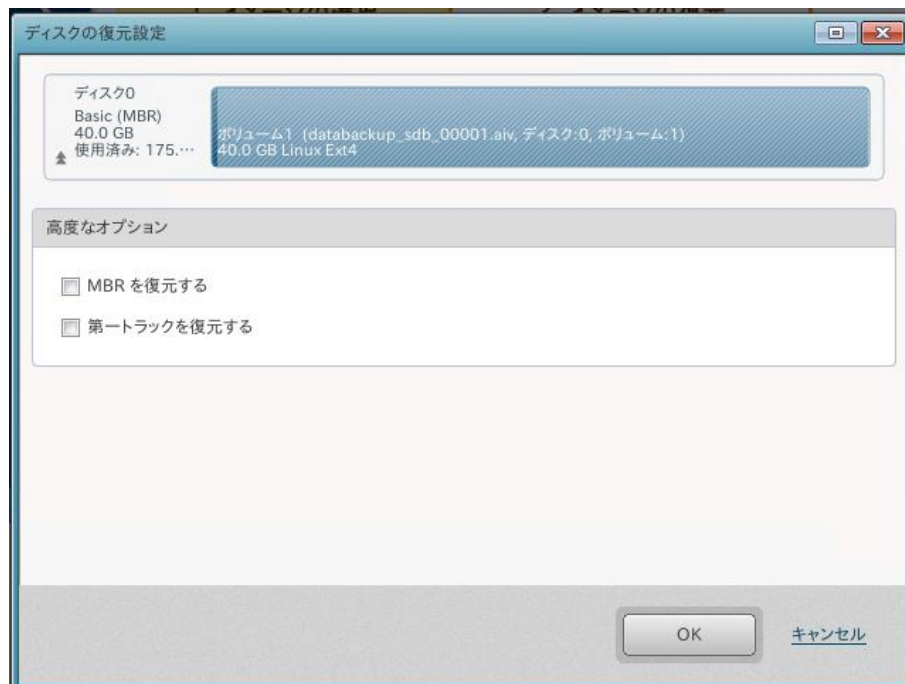 ディスクの復元設定
ディスク0
Basic (MBR)
40.0 GB
使用済み: 175.…
ボリューム1 (databackup_sdb_00001.aiv, ディスク:0, ボリューム:1)
40.0 GB Linux Ext4
高度なオプション
MBR を復元する
第一トラックを復元する
OK
キャンセル